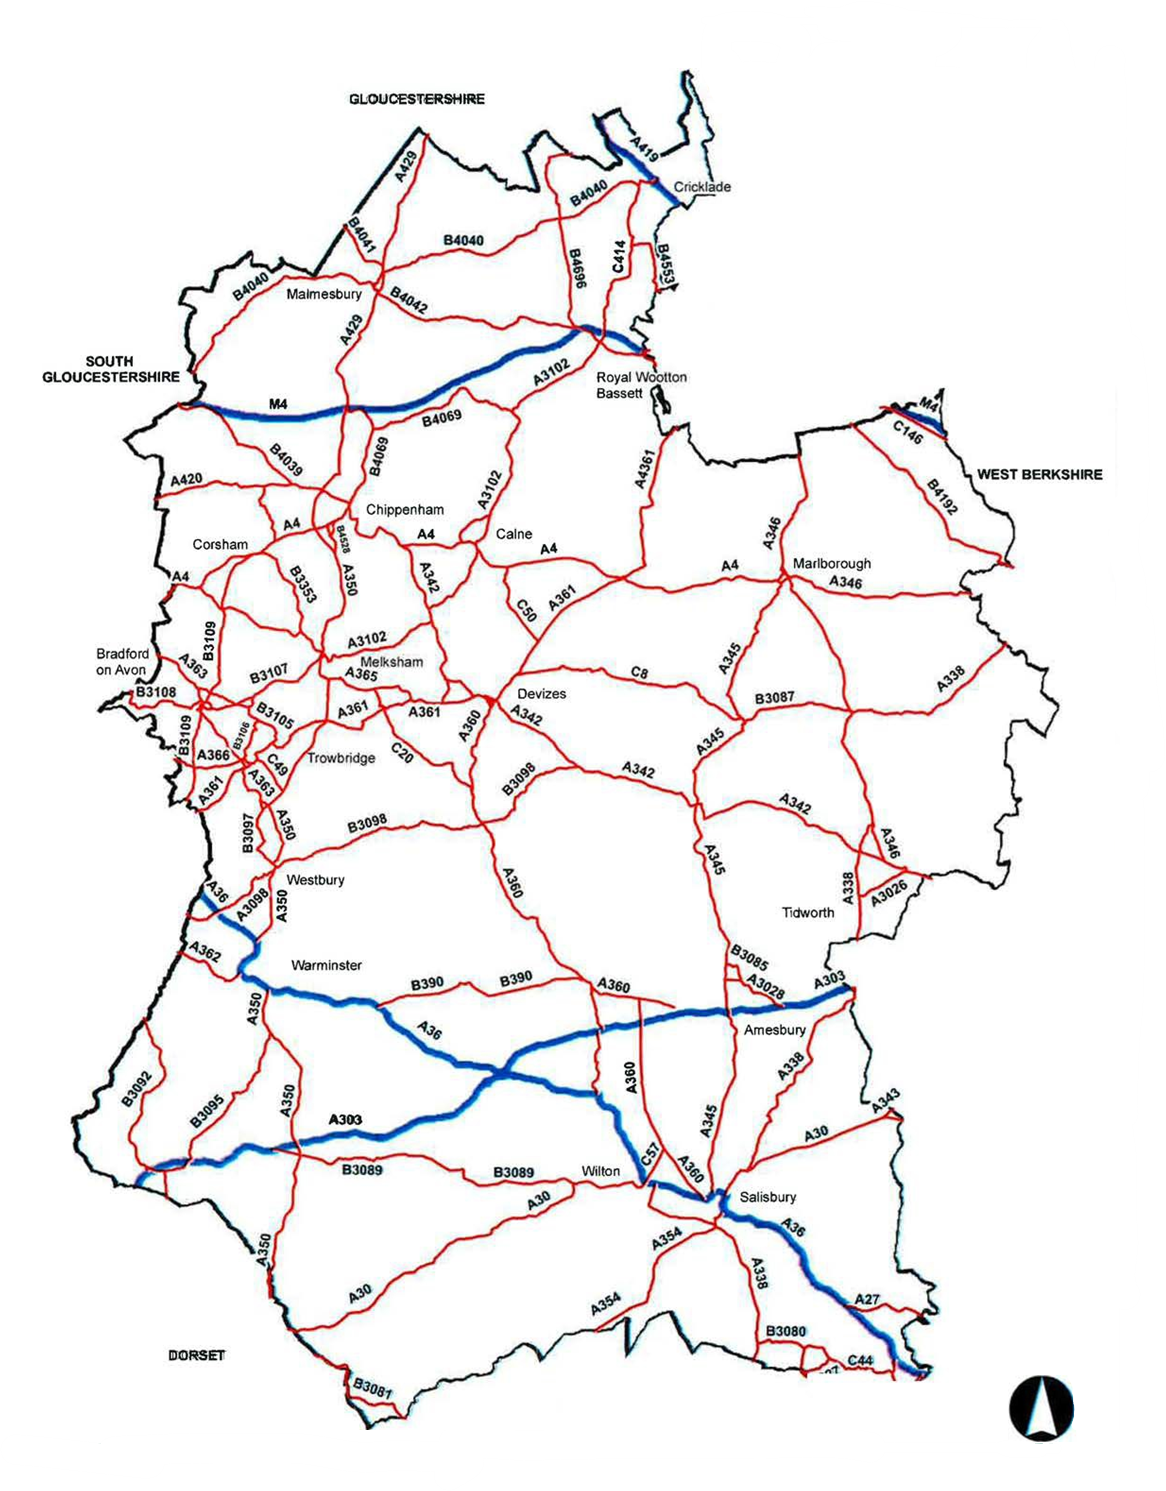 GLOUCESTERSHIRE
A419
A429
Cricklade
B4040
B4041
B4040
C414
B4553
B4696
B4040
Malmesbury
B4042
A429
SOUTH
GLOUCESTERSHIRE
A3102
Royal Wootton
Bassett
M4
B4069
M4
C146
B4069
B4039
A4361
WEST BERKSHIRE
A420
A3102
B4192
Chippenham
A4
A346
B4528
A4
Calne
Corsham
A4
A4
Marlborough
A4
B3353
A350
A342
A346
C50
A361
B3109
A3102
Bradford
on Avon
A363
Melksham
A345
B3107
A365
C8
A338
B3108
Devizes
B3087
A361
A361
B3105
A342
A360
B3109
B3106
A345
A366
C49
Trowbridge
C20
A363
B3098
A342
A361
A342
B3097
A350
B3098
A346
A345
Westbury
A360
A36
A3098
A350
A338
A3026
Tidworth
A362
Warminster
B3085
B390
B390
A360
A3028
A303
A350
A36
Amesbury
A338
A360
B3092
B3095
A350
A343
A303
A345
A30
C57
B3089
B3089
Wilton
A360
A30
Salisbury
A36
A354
A350
A338
A30
A354
A27
B3080
DORSET
C44
B3081